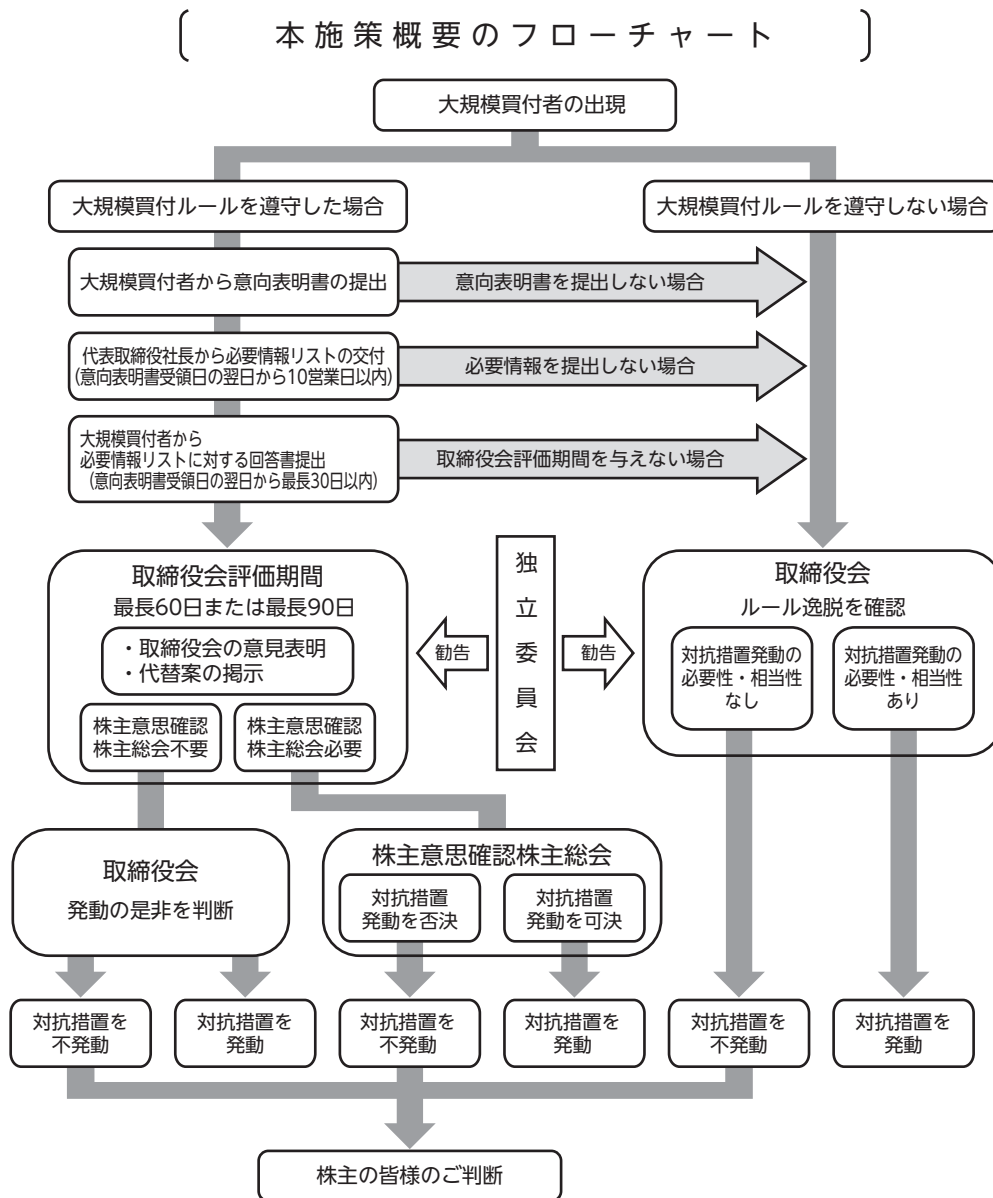 本施策概要のフローチャート
大規模買付者の出現
大規模買付ルールを遵守した場合
大規模買付ルールを遵守しない場合
大規模買付者から意向表明書の提出
意向表明書を提出しない場合
代表取締役社長から必要情報リストの交付
(意向表明書受領日の翌日から10営業日以内)
必要情報を提出しない場合
大規模買付者から
必要情報リストに対する回答書提出
(意向表明書受領日の翌日から最長30日以内)
取締役会評価期間を与えない場合
取締役会評価期間
最長60日または最長90日
・取締役会の意見表明
・代替案の掲示
株主意思確認
株主総会不要
株主意思確認
株主総会必要
勧告
独立委員会
勧告
取締役会
ルール逸脱を確認
対抗措置発動の
必要性・相当性
なし
対抗措置発動の
必要性・相当性
あり
取締役会
発動の是非を判断
株主意思確認株主総会
対抗措置
発動を否決
対抗措置
発動を可決
対抗措置を
不発動
対抗措置を
発動
対抗措置を
不発動
対抗措置を
発動
対抗措置を
不発動
対抗措置を
発動
株主の皆様のご判断